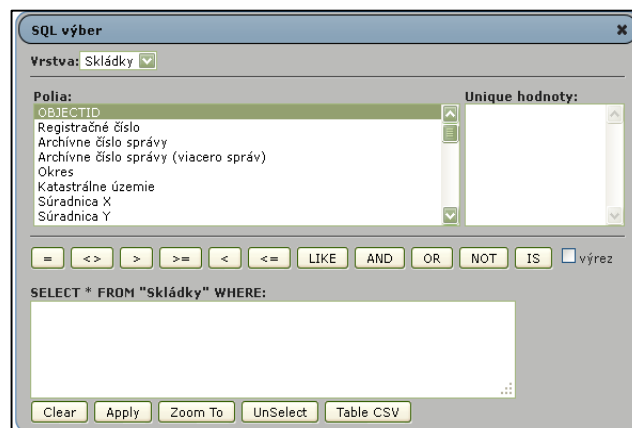 SQL výber
Vrstva: Skládky
Polia: Unique hodnoty:
OBJECTID
Registračné číslo
Archívne číslo správy
Archívne číslo správy (viacero správ)
Okres
Katastrálne územie
Súradnica X
Súradnica Y
= <> > >= < <= LIKE AND OR NOT IS výrez
SELECT * FROM "Skládky" WHERE:
Clear Apply Zoom To UnSelect Table CSV